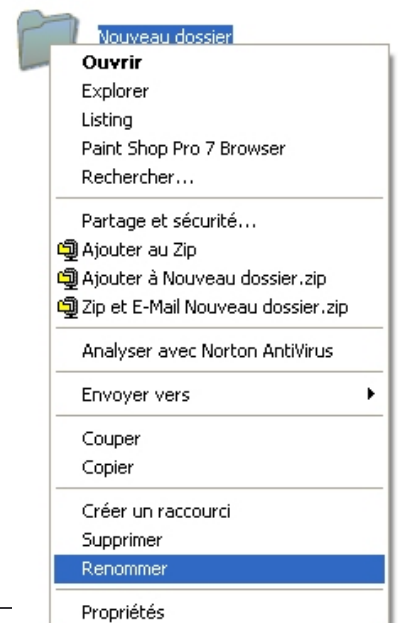 Nouveau dossier
Ouvrir
Explorer
Listing
Paint Shop Pro 7 Browser
Rechercher...
Partage et sécurité...
Ajouter au Zip
Ajouter à Nouveau dossier.zip
Zip et E-Mail Nouveau dossier.zip
Analyser avec Norton AntiVirus
Envoyer vers
Couper
Copier
Créer un raccourci
Supprimer
Renommer
Propriétés